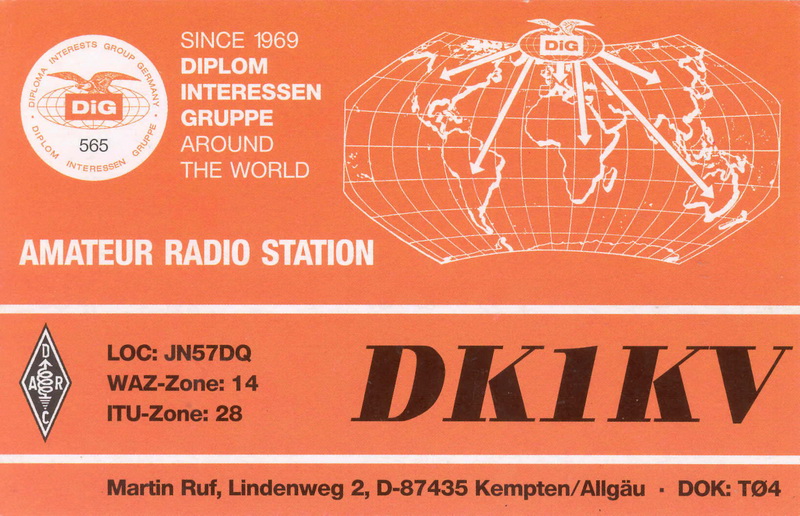 DIPLOMA INTERESTS GROUP GERMANY
DiG
565
DIPLOM INTERESSEN GRUPPE
SINCE 1969
DIPLOM
INTERESSEN
GRUPPE
AROUND
THE WORLD
DiG
AMATEUR RADIO STATION
D
A R
C
LOC: JN57DQ
WAZ-Zone: 14
ITU-Zone: 28
DK1KV
Martin Ruf, Lindenweg 2, D-87435 Kempten/Allgäu · DOK: TØ4